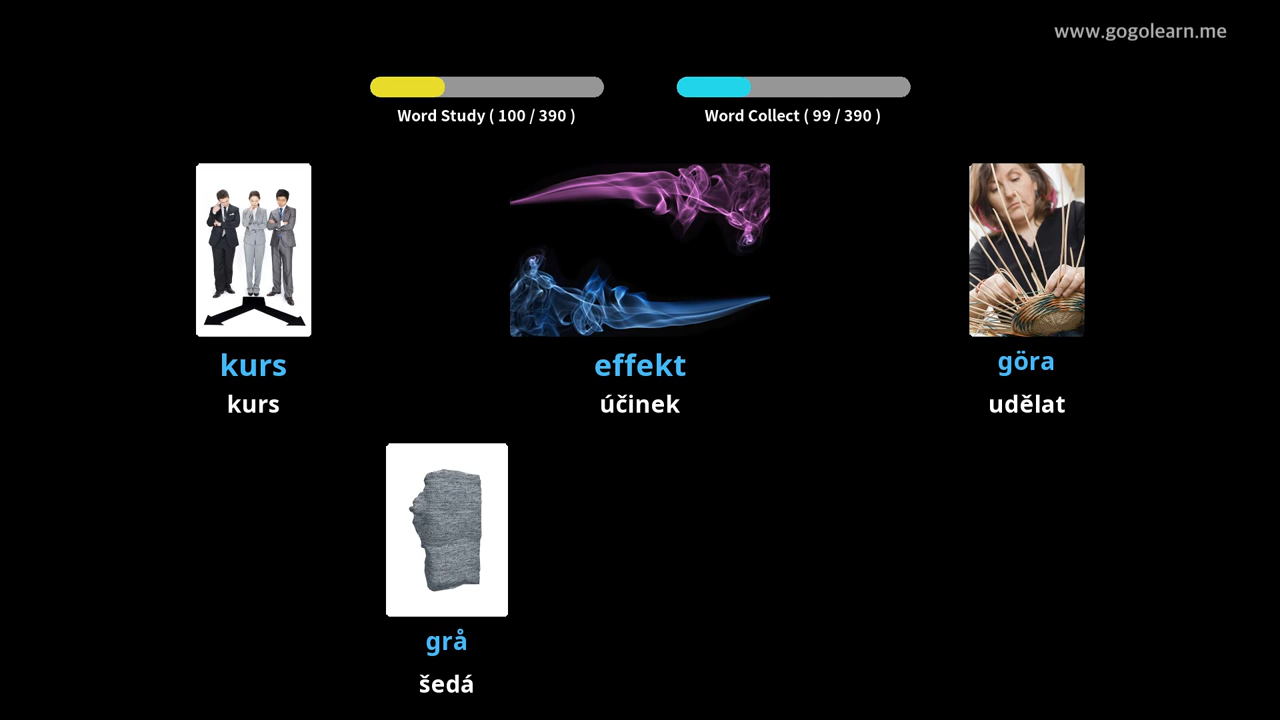 www.gogolearn.me
Word Study ( 100 / 390 )
Word Collect ( 99 / 390 )
kurs
kurs
effekt
účinek
göra
udělat
grå
šedá